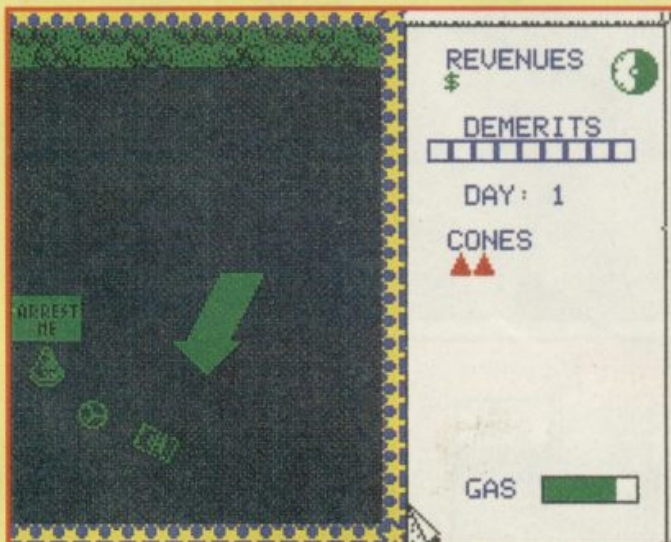 REVENUES
$
DEMERITS
DAY: 1
CONES
ARREST
ME
GAS